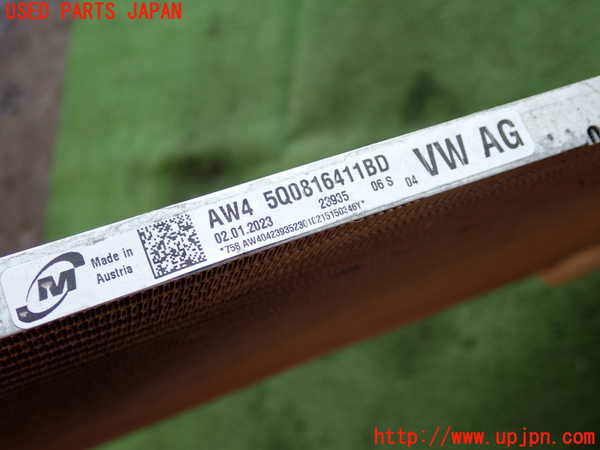 USED PARTS JAPAN
M
Made in
Austria
AW4 5Q0816411BD
02.01.2023 23935 06 S 04
VW AG
http://www.upjpn.com/